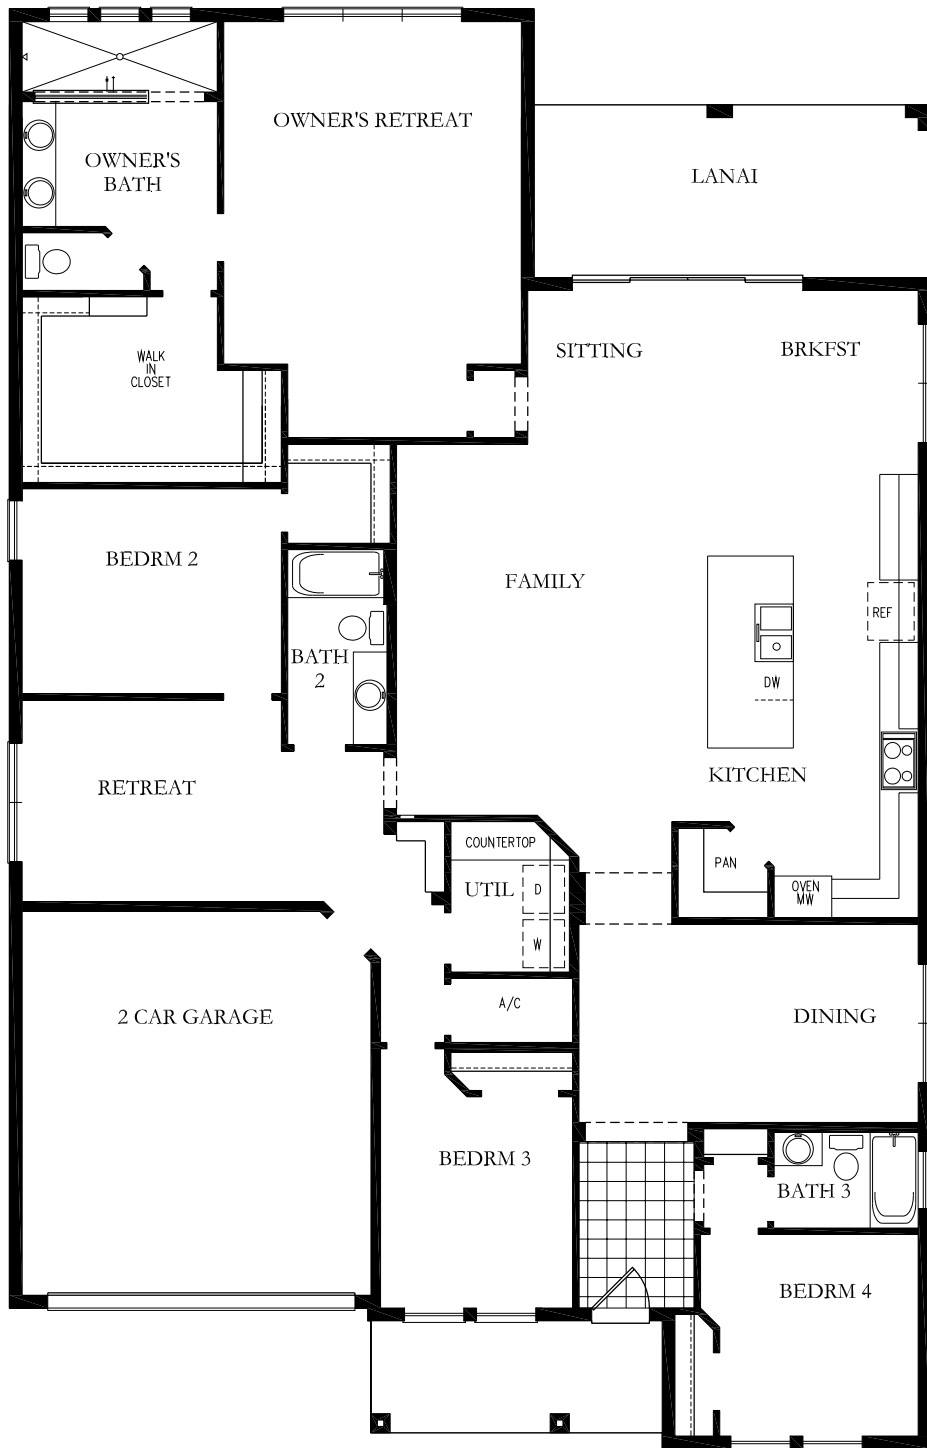 OWNER'S RETREAT
OWNER'S
BATH
LANAI
WALK
IN
CLOSET
SITTING
BRKFST
BEDRM 2
FAMILY
REF
BATH
2
DW
RETREAT
KITCHEN
COUNTERTOP
PAN
UTIL
D
OVEN
MW
W
A/C
2 CAR GARAGE
DINING
BEDRM 3
BATH 3
BEDRM 4